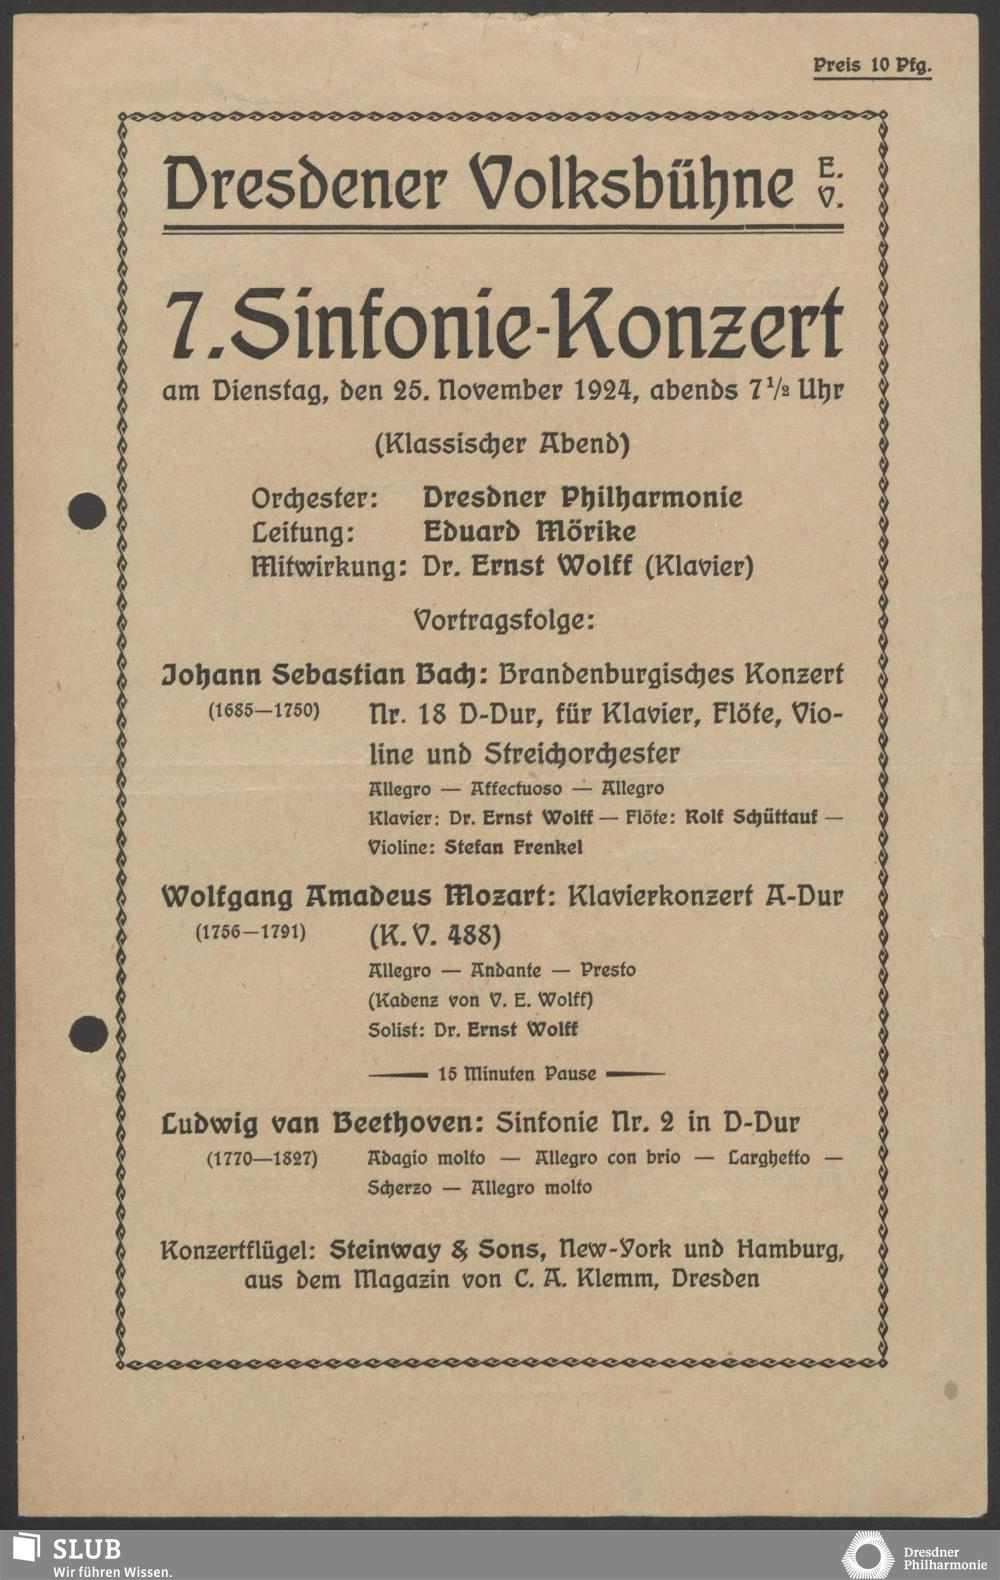 Preis 10 Pfg.
Dresdener Volksbühne E. V.
7. Sinfonie-Konzert
am Dienstag, den 25. November 1924, abends 7 1/2 Uhr
(Klassischer Abend)
Orchester: Dresdner Philharmonie
Leitung: Eduard Mörike
Mitwirkung: Dr. Ernst Wolff (Klavier)
Vortragsfolge:
Johann Sebastian Bach: Brandenburgisches Konzert
(1685—1750) Nr. 18 D-Dur, für Klavier, Flöte, Vio-
line und Streichorchester
Allegro — Affectuoso — Allegro
Klavier: Dr. Ernst Wolff — Flöte: Rolf Schüttauf —
Violine: Stefan Frenkel
Wolfgang Amadeus Mozart: Klavierkonzert A-Dur
(1756—1791) (K. V. 488)
Allegro — Andante — Presto
(Kadenz von V. E. Wolff)
Solist: Dr. Ernst Wolff
15 Minuten Pause
Ludwig van Beethoven: Sinfonie Nr. 2 in D-Dur
(1770—1827) Adagio molto — Allegro con brio — Larghetto —
Scherzo — Allegro molto
Konzertflügel: Steinway & Sons, New-York und Hamburg,
aus dem Magazin von C. A. Klemm, Dresden
SLUB
Wir führen Wissen.
Dresdner
Philharmonie